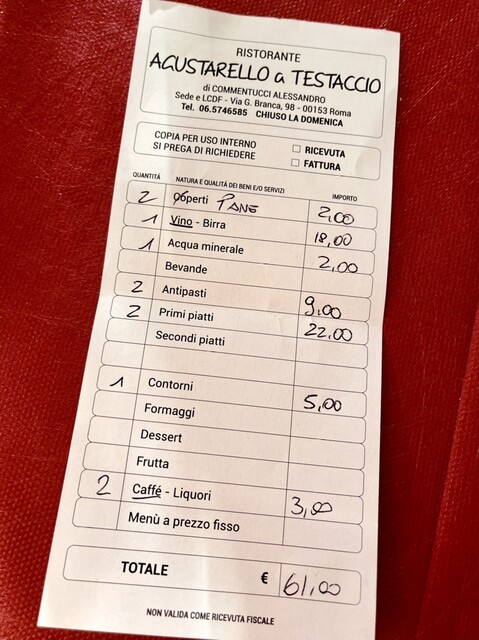 RISTORANTE
AGUSTARELLO a TESTACCIO
di COMMENTUCCI ALESSANDRO
Sede e LCDF - Via G. Branca, 98 - 00153 Roma
Tel. 06.5746585 CHIUSO LA DOMENICA
COPIA PER USO INTERNO
SI PREGA DI RICHIEDERE
RICEVUTA
FATTURA
QUANTITÀ NATURA E QUALITÀ DEI BENI E/O SERVIZI IMPORTO
2 Coperti PANE 2,00
1 Vino - Birra 18,00
1 Acqua minerale 2,00
Bevande
2 Antipasti 9,00
2 Primi piatti 22,00
Secondi piatti
1 Contorni 5,00
Formaggi
Dessert
Frutta
2 Caffé - Liquori 3,00
Menù a prezzo fisso
TOTALE € 61,00
NON VALIDA COME RICEVUTA FISCALE